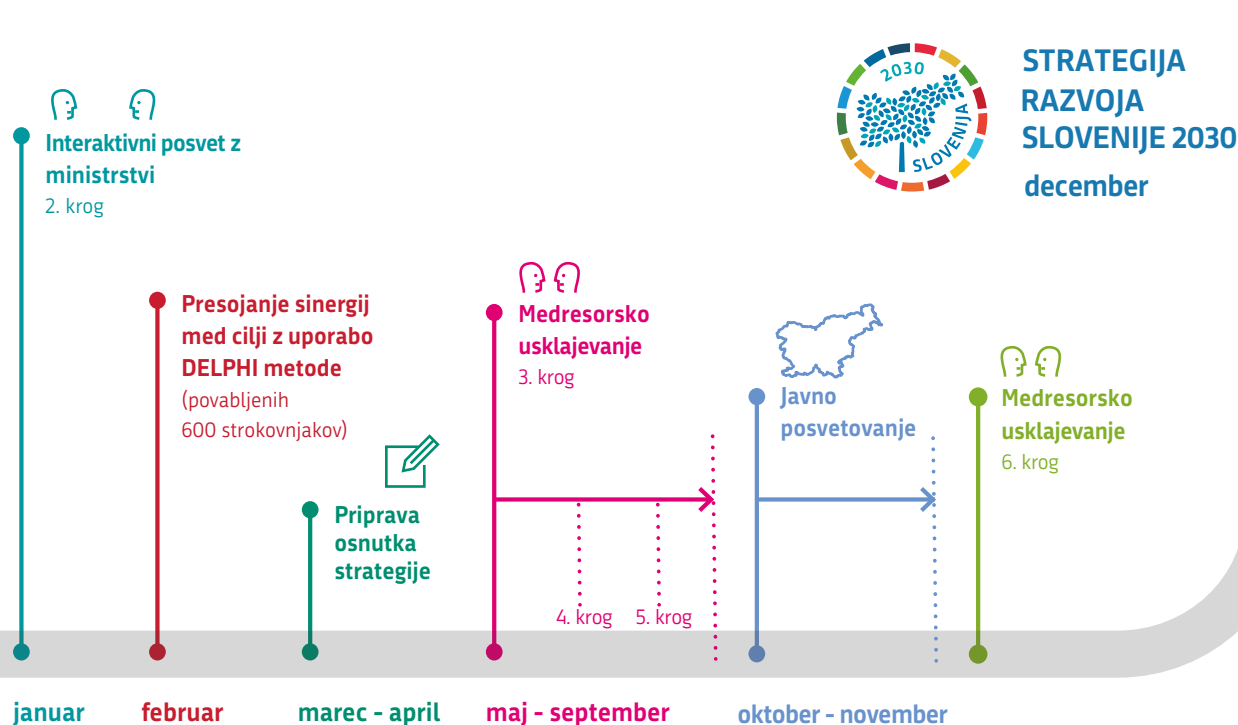 2030
SLOVENIJA
STRATEGIJA
RAZVOJA
SLOVENIJE 2030
december
Interaktivni posvet z
ministrstvi
2. krog
Presojanje sinergij
med cilji z uporabo
DELPHI metode
(povabljenih
600 strokovnjakov)
Priprava
osnutka
strategije
Medresorsko
usklajevanje
3. krog
4. krog
5. krog
Javno
posvetovanje
Medresorsko
usklajevanje
6. krog
januar
februar
marec - april
maj - september
oktober - november